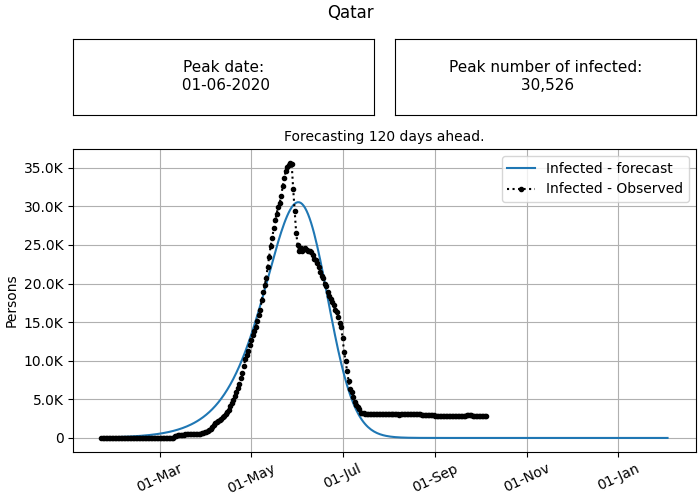 Qatar
Peak date:
01-06-2020
Peak number of infected:
30,526
Forecasting 120 days ahead.
Infected - forecast
Infected - Observed
Persons
35.0K
30.0K
25.0K
20.0K
15.0K
10.0K
5.0K
0
01-Mar
01-May
01-Jul
01-Sep
01-Nov
01-Jan